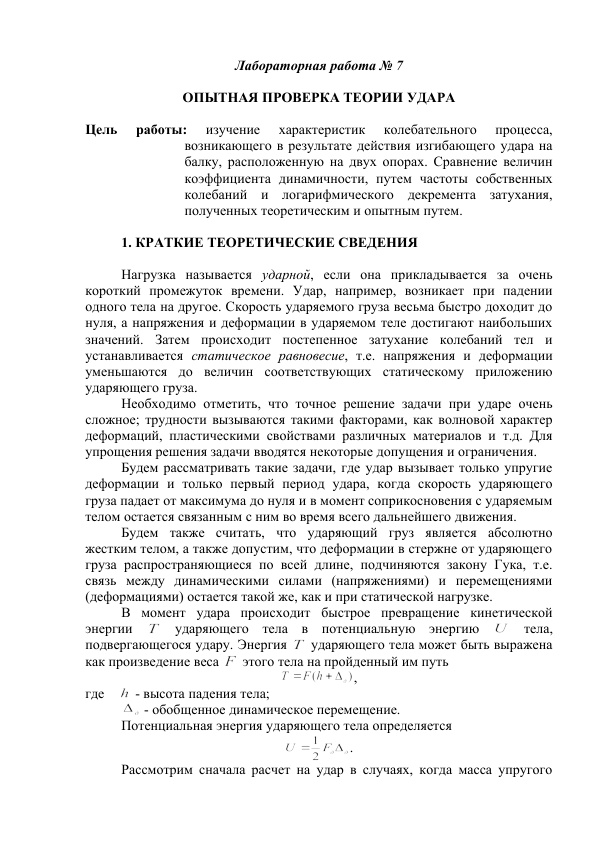 Лабораторная работа № 7
ОПЫТНАЯ ПРОВЕРКА ТЕОРИИ УДАРА
Цель работы: изучение характеристик колебательного процесса,
возникающего в результате действия изгибающего удара на
балку, расположенную на двух опорах. Сравнение величин
коэффициента динамичности, путем частоты собственных
колебаний и логарифмического декремента затухания,
полученных теоретическим и опытным путем.
1. КРАТКИЕ ТЕОРЕТИЧЕСКИЕ СВЕДЕНИЯ
Нагрузка называется ударной, если она прикладывается за очень
короткий промежуток времени. Удар, например, возникает при падении
одного тела на другое. Скорость ударяемого груза весьма быстро доходит до
нуля, а напряжения и деформации в ударяемом теле достигают наибольших
значений. Затем происходит постепенное затухание колебаний тел и
устанавливается статическое равновесие, т.е. напряжения и деформации
уменьшаются до величин соответствующих статическому приложению
ударяющего груза.
Необходимо отметить, что точное решение задачи при ударе очень
сложное; трудности вызываются такими факторами, как волновой характер
деформаций, пластическими свойствами различных материалов и т.д. Для
упрощения решения задачи вводятся некоторые допущения и ограничения.
Будем рассматривать такие задачи, где удар вызывает только упругие
деформации и только первый период удара, когда скорость ударяющего
груза падает от максимума до нуля и в момент соприкосновения с ударяемым
телом остается связанным с ним во время всего дальнейшего движения.
Будем также считать, что ударяющий груз является абсолютно
жестким телом, а также допустим, что деформации в стержне от ударяющего
груза распространяющиеся по всей длине, подчиняются закону Гука, т.е.
связь между динамическими силами (напряжениями) и перемещениями
(деформациями) остается такой же, как и при статической нагрузке.
В момент удара происходит быстрое превращение кинетической
энергии T ударяющего тела в потенциальную энергию U тела,
подвергающегося удару. Энергия T ударяющего тела может быть выражена
как произведение веса F этого тела на пройденный им путь
T = F(h + Δ_д),
где h - высота падения тела;
Δ_д - обобщенное динамическое перемещение.
Потенциальная энергия ударяющего тела определяется
U = 1/2 F_д Δ_д.
Рассмотрим сначала расчет на удар в случаях, когда масса упругого